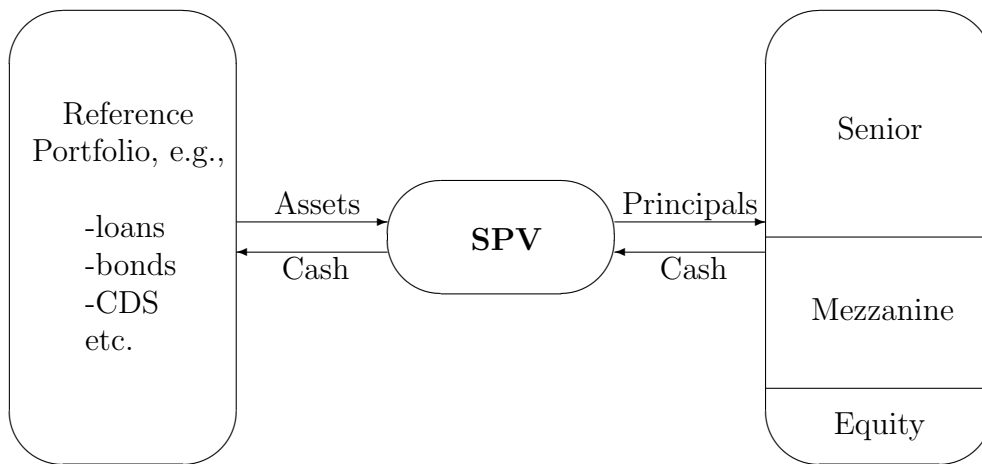 Reference
Portfolio, e.g.,
-loans
-bonds
-CDS
etc.
Assets
Cash
SPV
Principals
Cash
Senior
Mezzanine
Equity